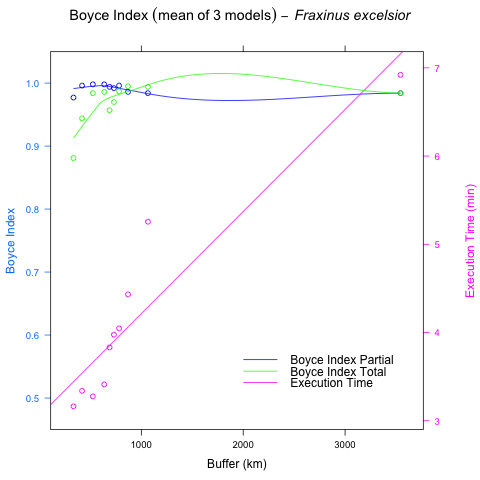 Boyce Index (mean of 3 models) – Fraxinus excelsior
1.0
0.9
0.8
0.7
0.6
0.5
Boyce Index
7
6
5
4
3
Execution Time (min)
Boyce Index Partial
Boyce Index Total
Execution Time
1000 2000 3000
Buffer (km)